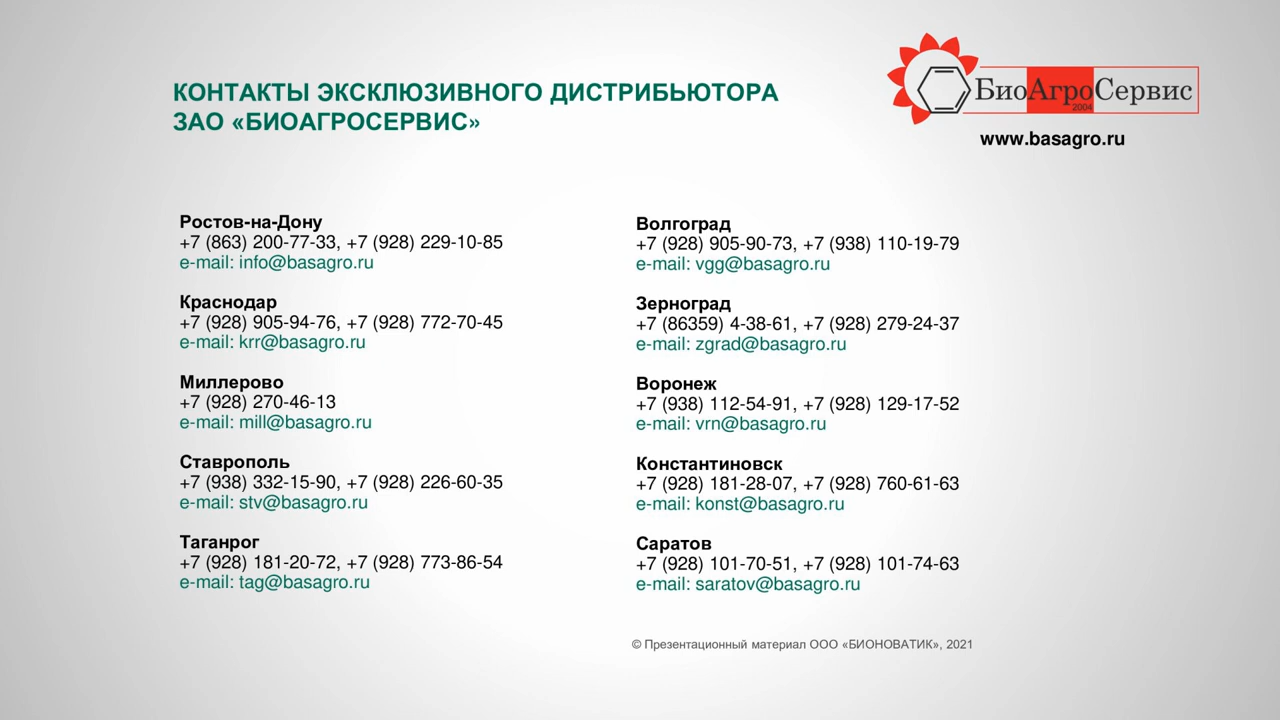 КОНТАКТЫ ЭКСКЛЮЗИВНОГО ДИСТРИБЬЮТОРА
ЗАО «БИОАГРОСЕРВИС»
БиоАгроСервис
2004
www.basagro.ru
Ростов-на-Дону
+7 (863) 200-77-33, +7 (928) 229-10-85
e-mail: info@basagro.ru
Краснодар
+7 (928) 905-94-76, +7 (928) 772-70-45
e-mail: krr@basagro.ru
Миллерово
+7 (928) 270-46-13
e-mail: mill@basagro.ru
Ставрополь
+7 (938) 332-15-90, +7 (928) 226-60-35
e-mail: stv@basagro.ru
Таганрог
+7 (928) 181-20-72, +7 (928) 773-86-54
e-mail: tag@basagro.ru
Волгоград
+7 (928) 905-90-73, +7 (938) 110-19-79
e-mail: vgg@basagro.ru
Зерноград
+7 (86359) 4-38-61, +7 (928) 279-24-37
e-mail: zgrad@basagro.ru
Воронеж
+7 (938) 112-54-91, +7 (928) 129-17-52
e-mail: vrn@basagro.ru
Константиновск
+7 (928) 181-28-07, +7 (928) 760-61-63
e-mail: konst@basagro.ru
Саратов
+7 (928) 101-70-51, +7 (928) 101-74-63
e-mail: saratov@basagro.ru
© Презентационный материал ООО «БИОНОВАТИК», 2021